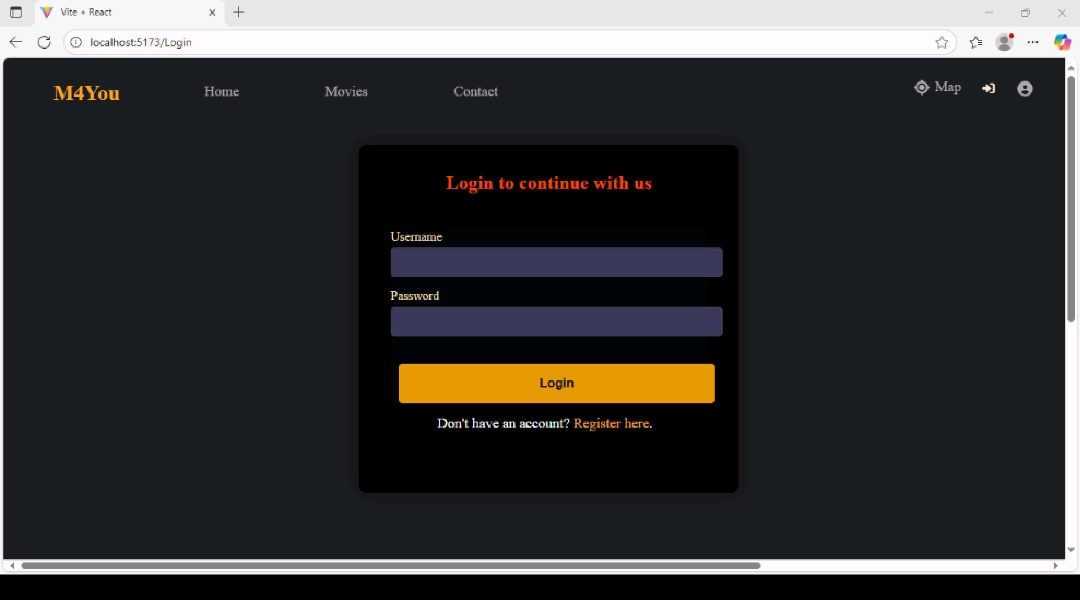 Vite + React
localhost:5173/Login
M4You Home Movies Contact Map
Login to continue with us
Username
Password
Login
Don't have an account? Register here.